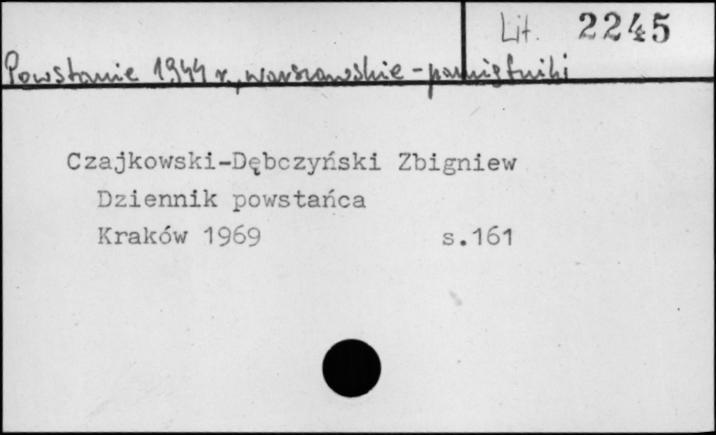 Lit. 2245
Powstanie 1944 r., warszawskie - pamiętniki
Czajkowski-Dębczyński Zbigniew
Dziennik powstańca
Kraków 1969 s.161